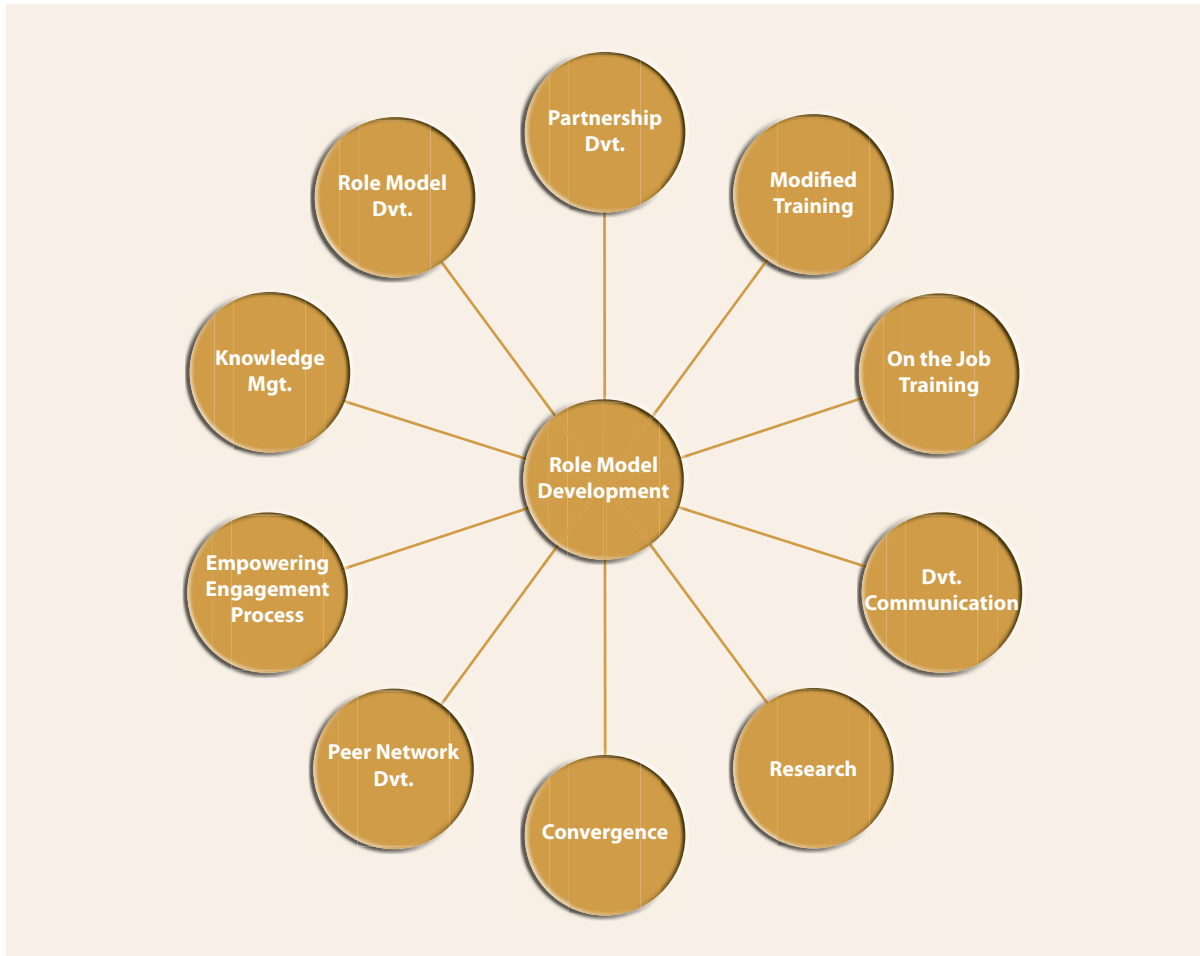 Partnership
Dvt.
Modified
Training
On the Job
Training
Dvt.
Communication
Research
Convergence
Peer Network
Dvt.
Empowering
Engagement
Process
Knowledge
Mgt.
Role Model
Dvt.
Role Model
Development